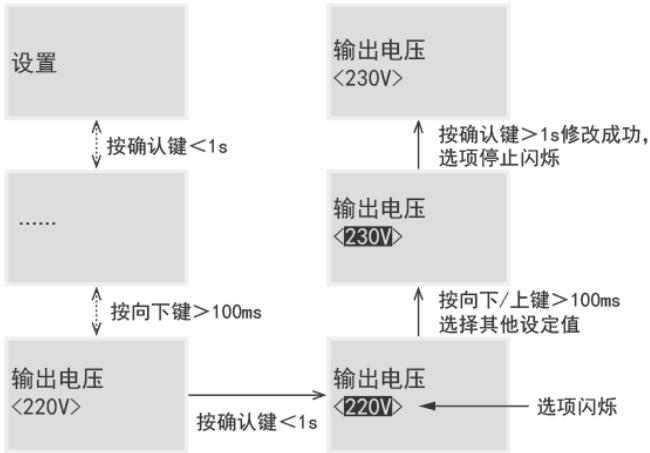 设置
按确认键<1s
……
按向下键>100ms
输出电压
<220V>
按确认键<1s
输出电压
<220V>
选项闪烁
按向下/上键>100ms
选择其他设定值
输出电压
<230V>
按确认键>1s修改成功,
选项停止闪烁
输出电压
<230V>